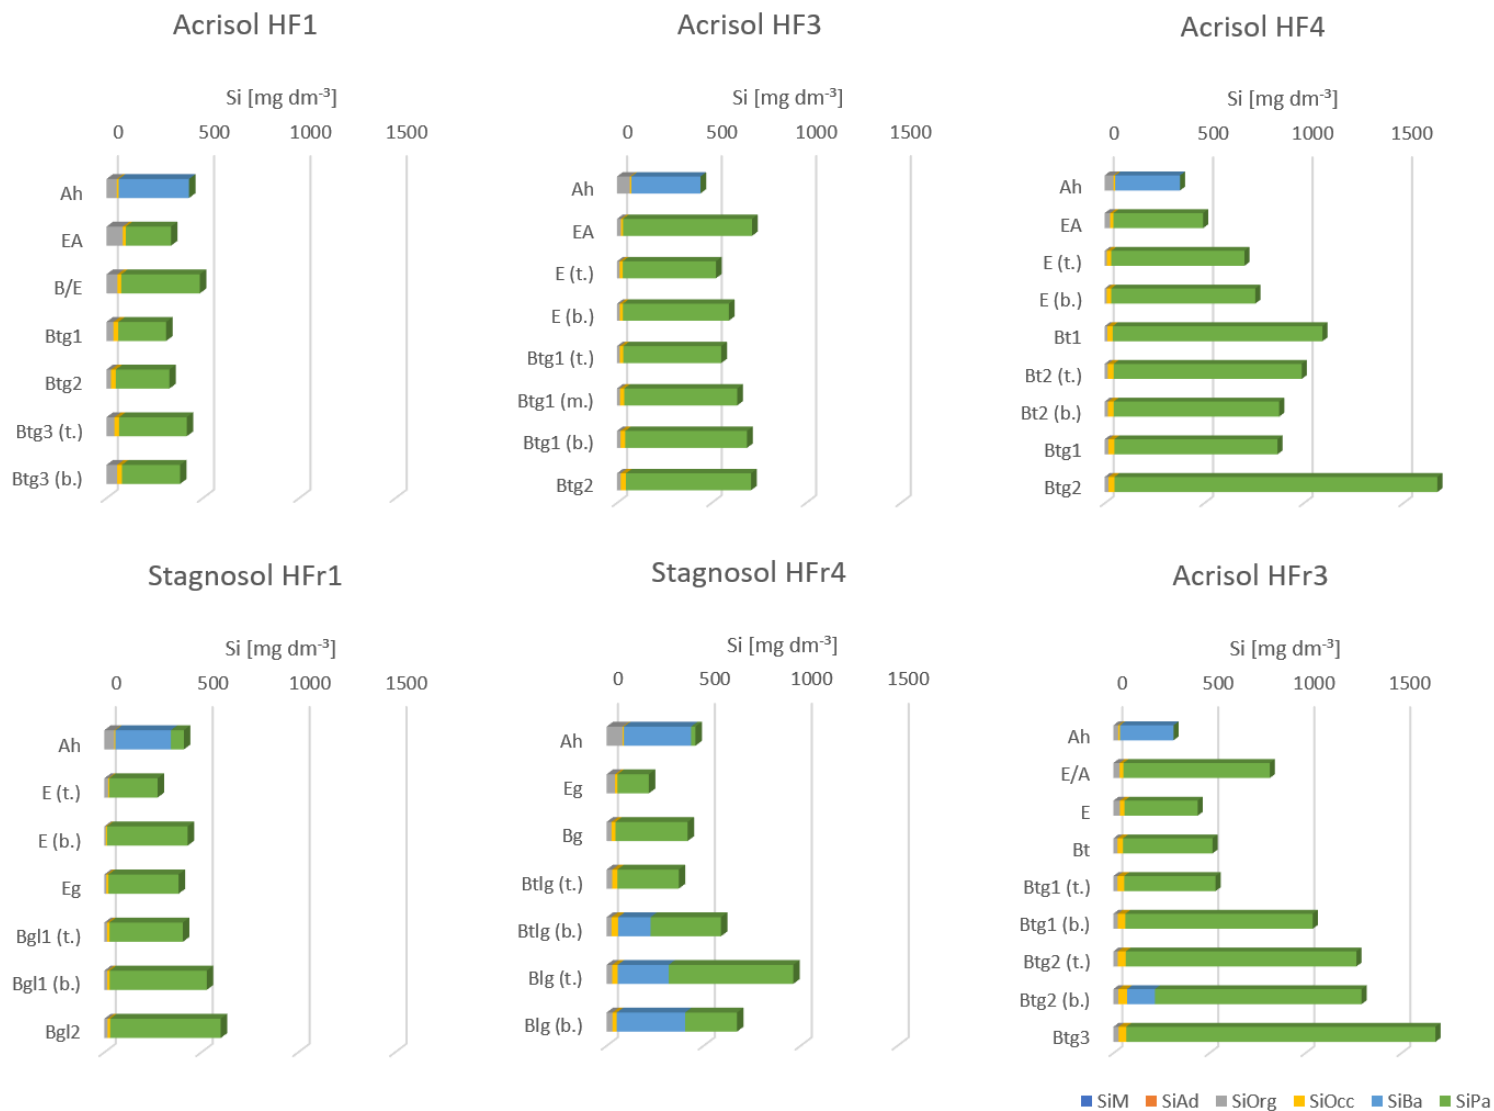 Acrisol HF1
Si [mg dm⁻³]
0 500 1000 1500
Ah
EA
B/E
Btg1
Btg2
Btg3 (t.)
Btg3 (b.)
Acrisol HF3
Si [mg dm⁻³]
0 500 1000 1500
Ah
EA
E (t.)
E (b.)
Btg1 (t.)
Btg1 (m.)
Btg1 (b.)
Btg2
Acrisol HF4
Si [mg dm⁻³]
0 500 1000 1500
Ah
EA
E (t.)
E (b.)
Bt1
Bt2 (t.)
Bt2 (b.)
Btg1
Btg2
Stagnosol HFr1
Si [mg dm⁻³]
0 500 1000 1500
Ah
E (t.)
E (b.)
Eg
Bgl1 (t.)
Bgl1 (b.)
Bgl2
Stagnosol HFr4
Si [mg dm⁻³]
0 500 1000 1500
Ah
Eg
Bg
Btlg (t.)
Btlg (b.)
Blg (t.)
Blg (b.)
Acrisol HFr3
Si [mg dm⁻³]
0 500 1000 1500
Ah
E/A
E
Bt
Btg1 (t.)
Btg1 (b.)
Btg2 (t.)
Btg2 (b.)
Btg3
SiM SiAd SiOrg SiOcc SiBa SiPa